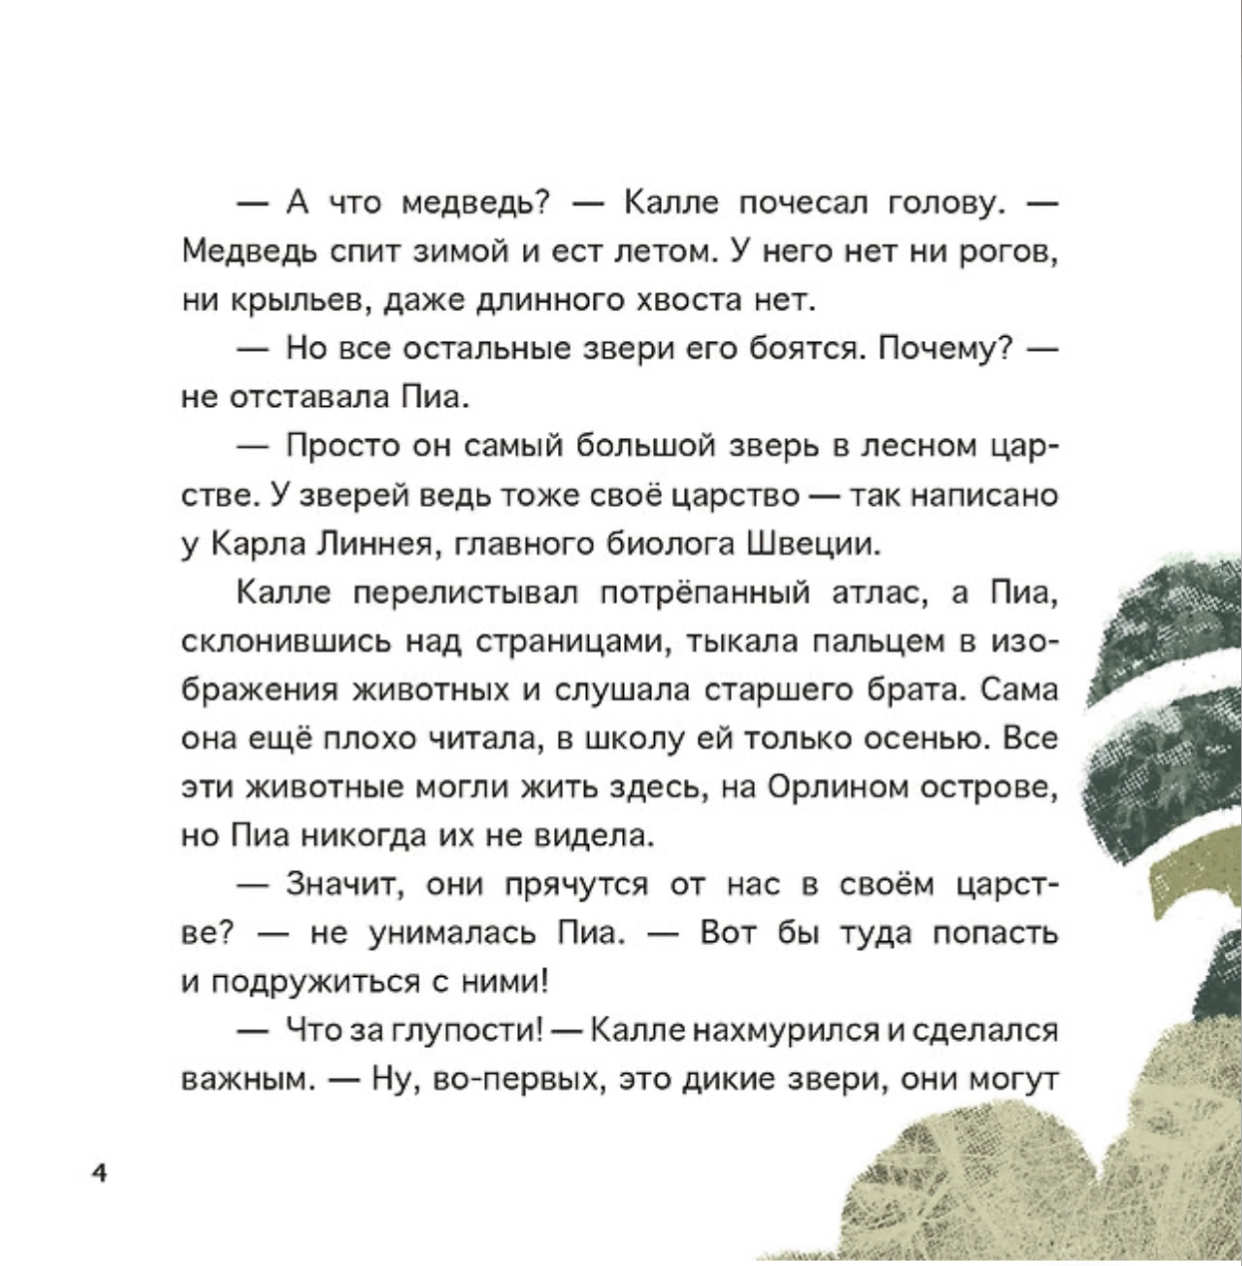 — А что медведь? — Калле почесал голову. —
Медведь спит зимой и ест летом. У него нет ни рогов,
ни крыльев, даже длинного хвоста нет.
— Но все остальные звери его боятся. Почему? —
не отставала Пиа.
— Просто он самый большой зверь в лесном цар-
стве. У зверей ведь тоже своё царство — так написано
у Карла Линнея, главного биолога Швеции.
Калле перелистывал потрёпанный атлас, а Пиа,
склонившись над страницами, тыкала пальцем в изо-
бражения животных и слушала старшего брата. Сама
она ещё плохо читала, в школу ей только осенью. Все
эти животные могли жить здесь, на Орлином острове,
но Пиа никогда их не видела.
— Значит, они прячутся от нас в своём царст-
ве? — не унималась Пиа. — Вот бы туда попасть
и подружиться с ними!
— Что за глупости! — Калле нахмурился и сделался
важным. — Ну, во-первых, это дикие звери, они могут
4